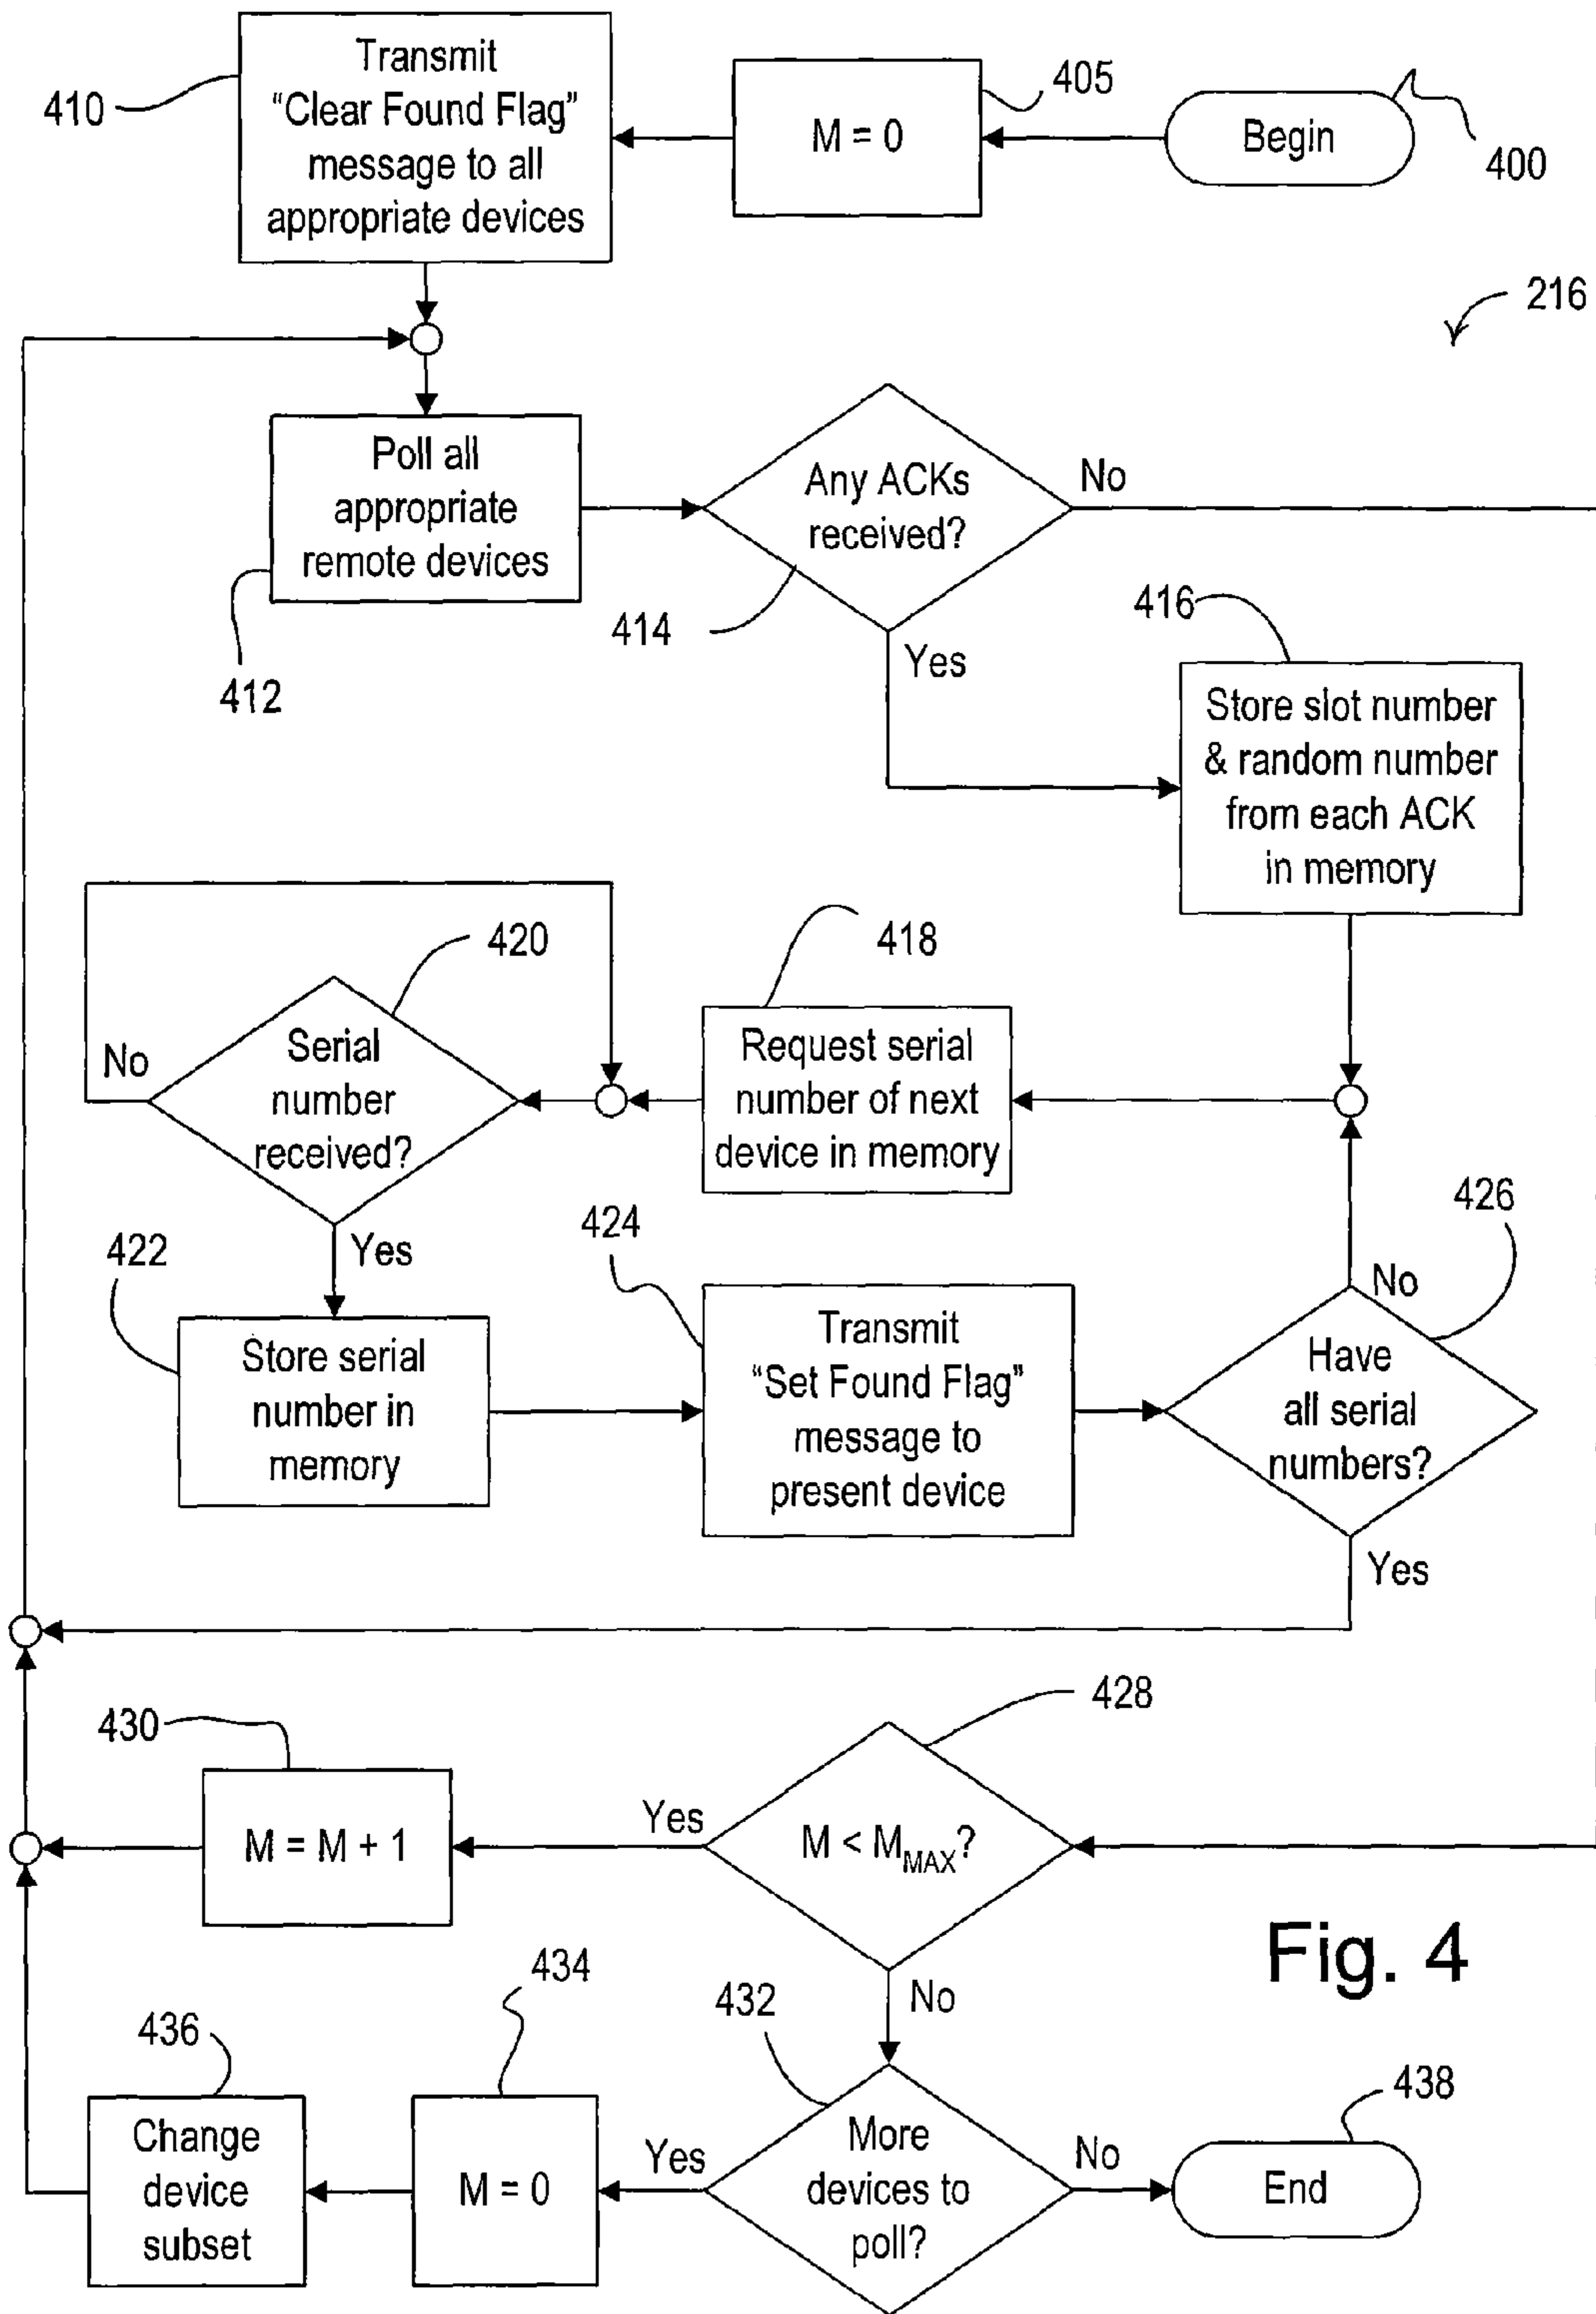 Transmit
"Clear Found Flag"
message to all
appropriate devices
410
M = 0
405
Begin
400
216
Poll all
appropriate
remote devices
412
Any ACKs
received?
414
No
Yes
416
Store slot number
& random number
from each ACK
in memory
420
Serial
number
received?
No
Yes
418
Request serial
number of next
device in memory
422
Store serial
number in
memory
424
Transmit
"Set Found Flag"
message to
present device
426
No
Have
all serial
numbers?
Yes
428
M < MMAX?
Yes
No
430
M = M + 1
Fig. 4
432
More
devices to
poll?
Yes
No
434
M = 0
436
Change
device
subset
438
End